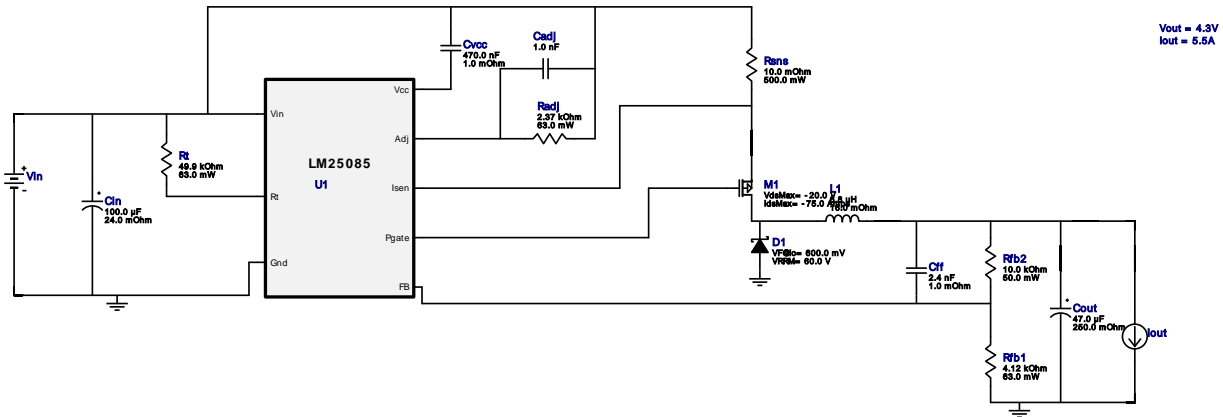 Vout = 4.3V
Iout = 5.5A
Cvcc
470.0 nF
1.0 mOhm
Cadj
1.0 nF
Rsns
10.0 mOhm
500.0 mW
Vcc
Radj
2.37 kOhm
63.0 mW
Vin
Adj
Rt
49.9 kOhm
63.0 mW
LM25085
U1
Vin
Cin
100.0 µF
24.0 mOhm
Rt
Isen
M1
VdsMax= -20.0 V
IdsMax= -75.0
L1
µH
mOhm
Pgate
D1
600.0 mV
VRRM= 60.0 V
Gnd
FB
Cff
2.4 nF
1.0 mOhm
Rfb2
10.0 kOhm
50.0 mW
Cout
47.0 µF
250.0 mOhm
Iout
Rfb1
4.12 kOhm
63.0 mW